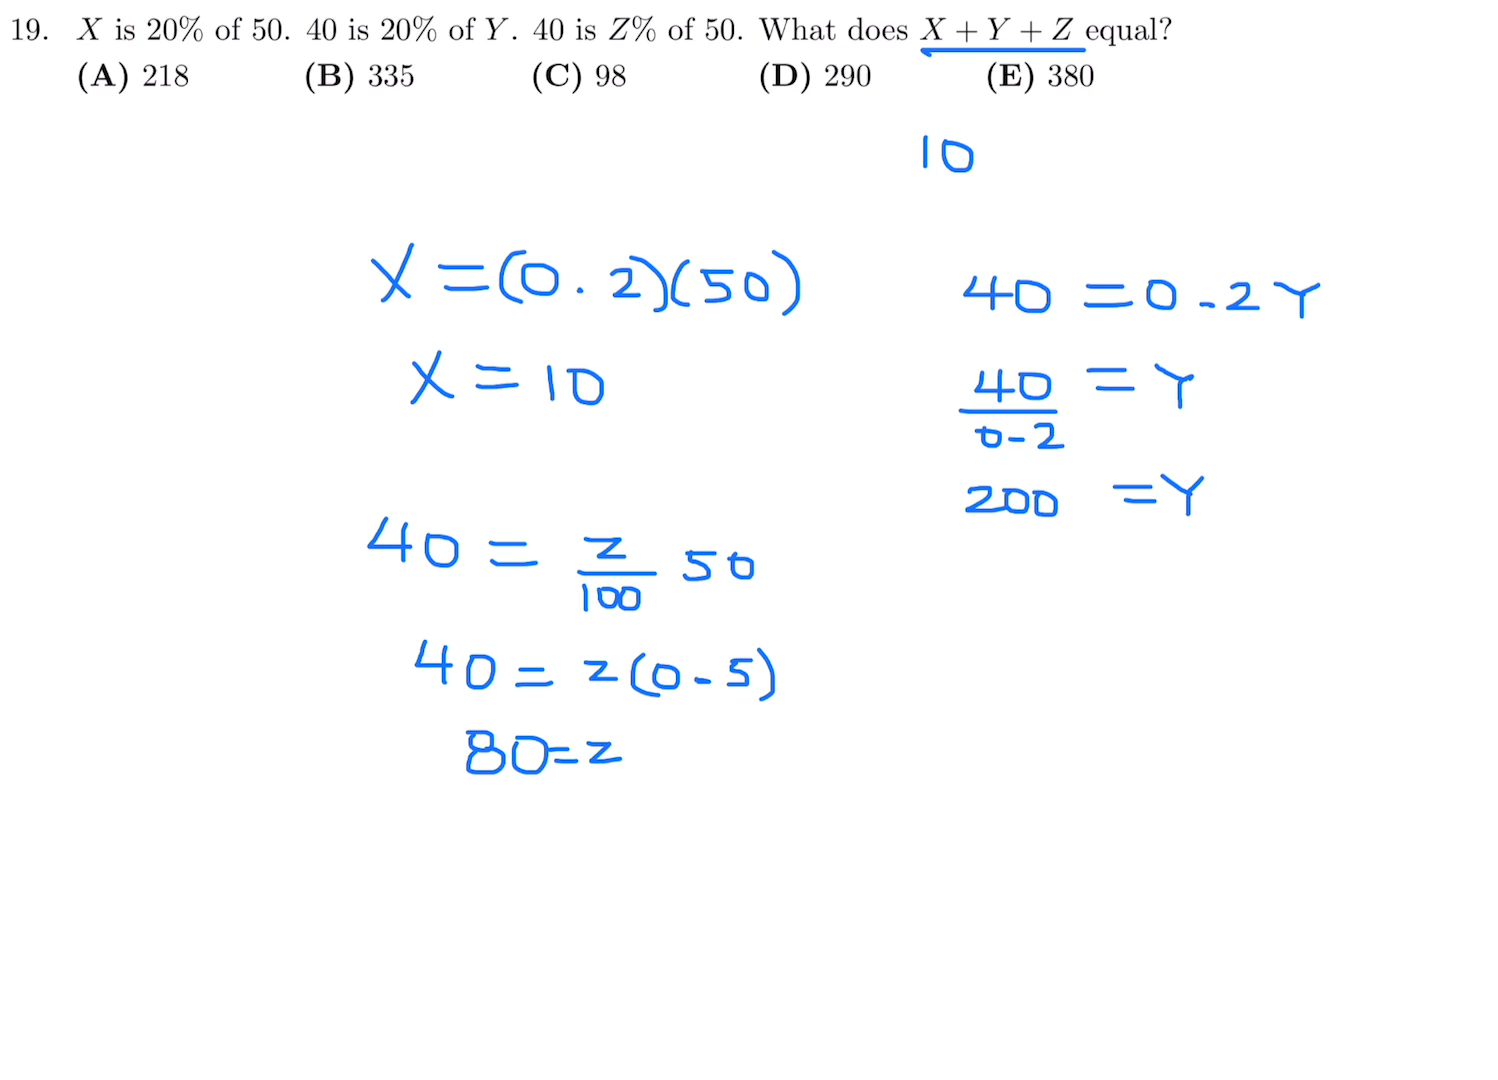 19. X is 20% of 50. 40 is 20% of Y. 40 is Z% of 50. What does X + Y + Z equal?
(A) 218 (B) 335 (C) 98 (D) 290 (E) 380
10
X = (0.2)(50)
X = 10
40 = 0.2Y
40/0.2 = Y
200 = Y
40 = z/100 50
40 = z(0.5)
80 = z